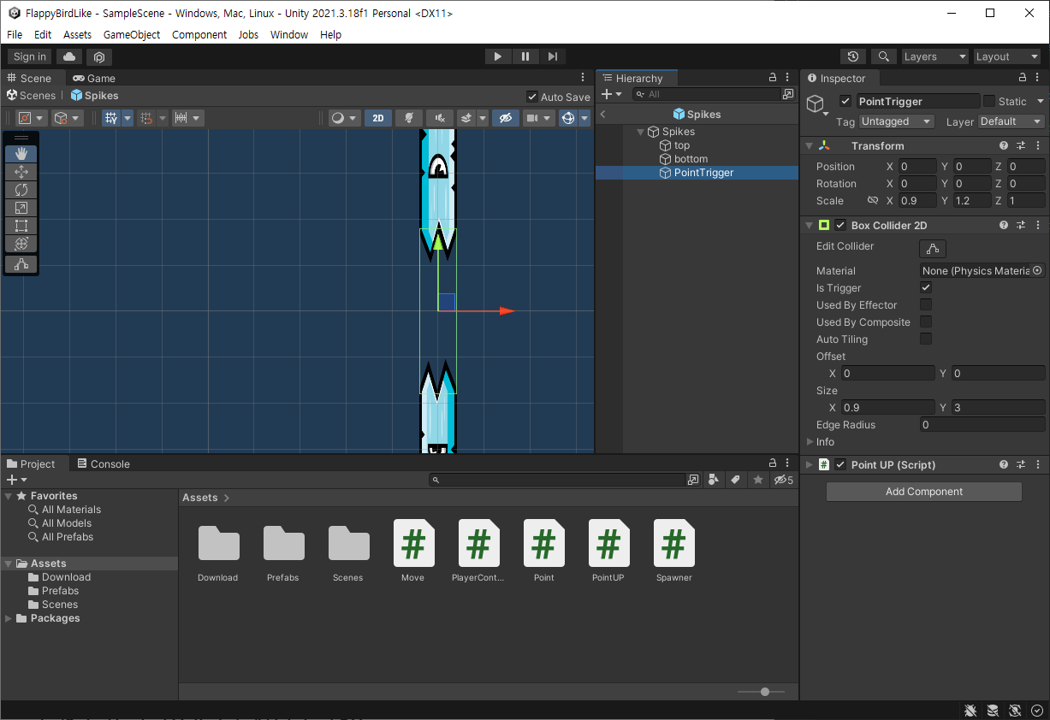 FlappyBirdLike - SampleScene - Windows, Mac, Linux - Unity 2021.3.18f1 Personal <DX11>
File Edit Assets GameObject Component Jobs Window Help
Sign in
Layers
Layout
Scene
Game
Scenes
Spikes
Auto Save
2D
Hierarchy
All
Spikes
Spikes
top
bottom
PointTrigger
Inspector
PointTrigger
Static
Tag Untagged
Layer Default
Transform
Position X 0 Y 0 Z 0
Rotation X 0 Y 0 Z 0
Scale X 0.9 Y 1.2 Z 1
Box Collider 2D
Edit Collider
Material None (Physics Materia
Is Trigger
Used By Effector
Used By Composite
Auto Tiling
Offset
X 0 Y 0
Size
X 0.9 Y 3
Edge Radius 0
Info
# Point UP (Script)
Add Component
Project
Console
5
Favorites
All Materials
All Models
All Prefabs
Assets
Download
Prefabs
Scenes
Packages
Assets
# # # # #
Download Prefabs Scenes Move PlayerCont... Point PointUP Spawner